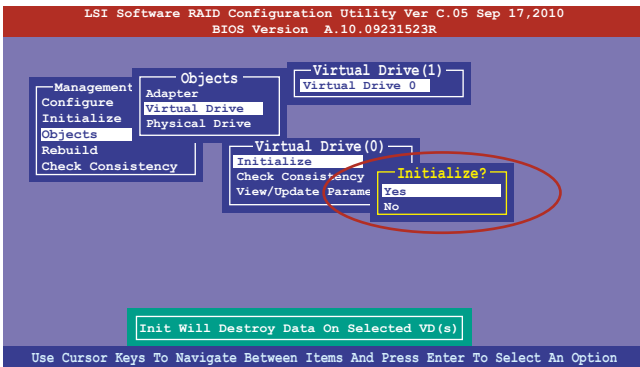 LSI Software RAID Configuration Utility Ver C.05 Sep 17,2010
BIOS Version A.10.09231523R
Management
Configure
Initialize
Objects
Rebuild
Check Consistency
Objects
Adapter
Virtual Drive
Physical Drive
Virtual Drive(1)
Virtual Drive 0
Virtual Drive(0)
Initialize
Check Consistency
View/Update Parame
Initialize?
Yes
No
Init Will Destroy Data On Selected VD(s)
Use Cursor Keys To Navigate Between Items And Press Enter To Select An Option